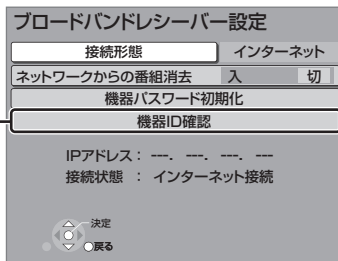 ブロードバンドレシーバー設定
接続形態 インターネット
ネットワークからの番組消去 入 切
機器パスワード初期化
機器ID確認
IPアドレス： ---. ---. ---. ---
接続状態 ： インターネット接続
決定
戻る